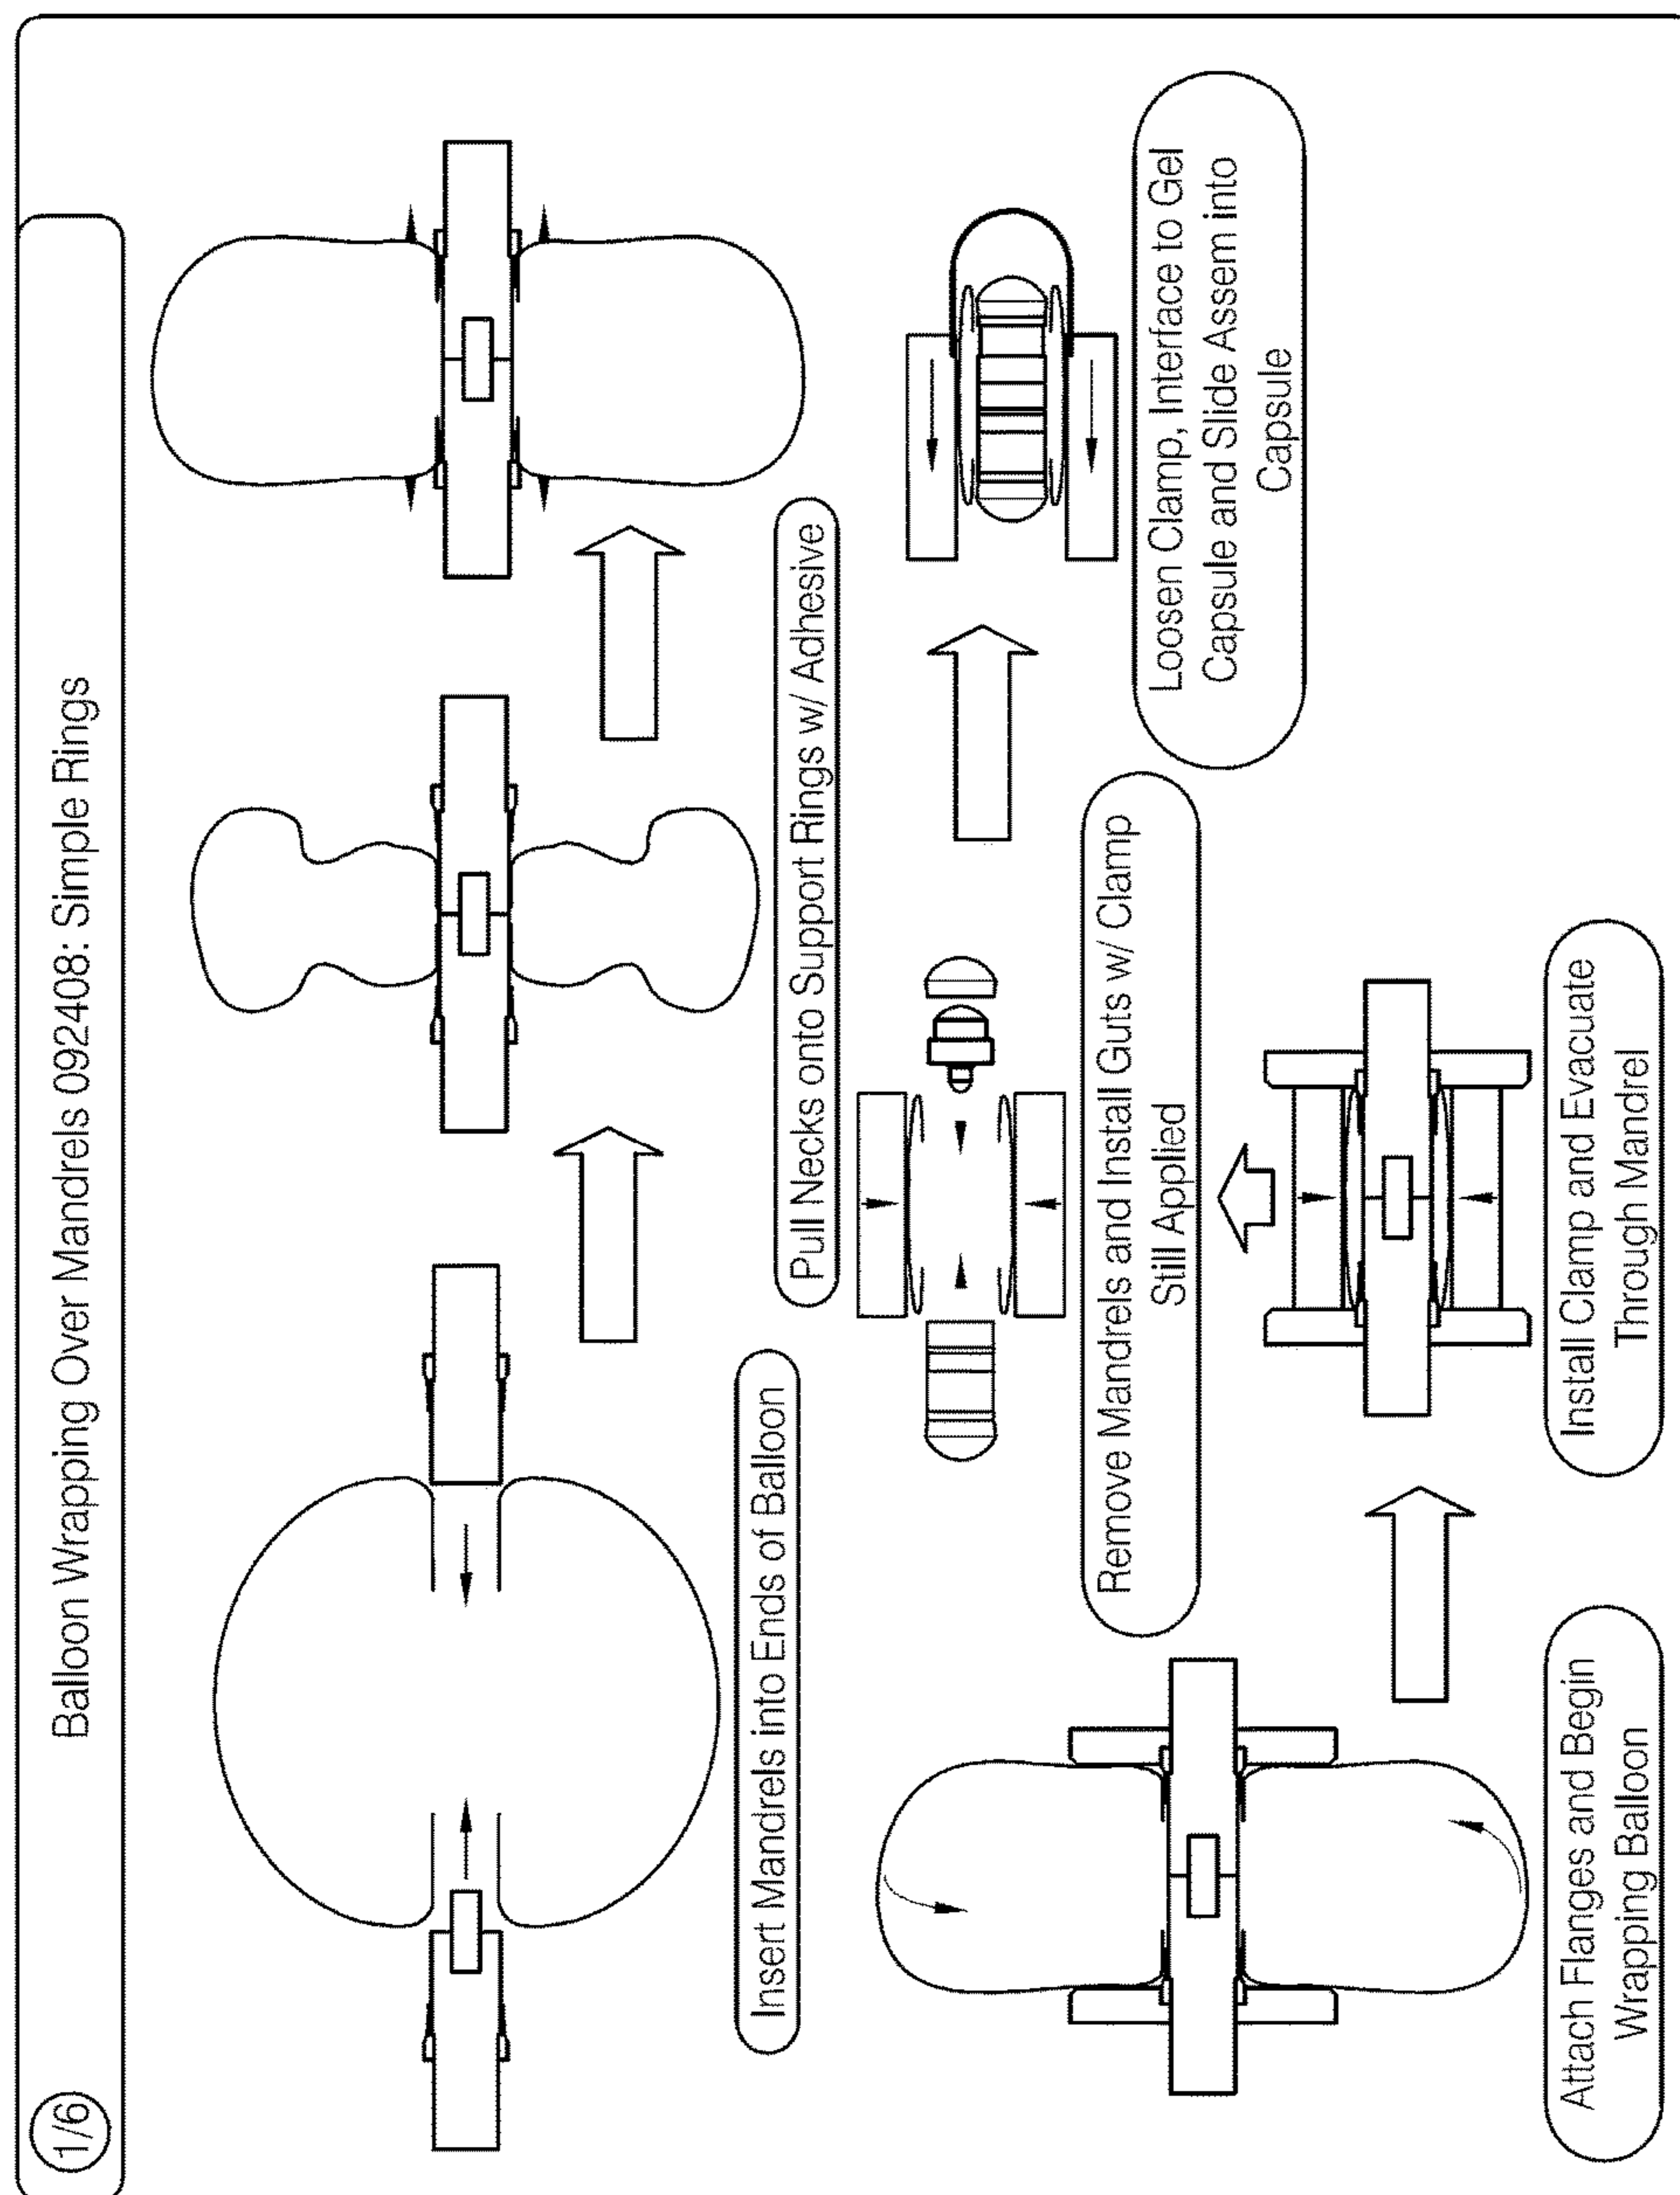 1/6
Balloon Wrapping Over Mandrels 092408: Simple Rings
Insert Mandrels into Ends of Balloon
Pull Necks onto Support Rings w/ Adhesive
Attach Flanges and Begin
Wrapping Balloon
Install Clamp and Evacuate
Through Mandrel
Remove Mandrels and Install Guts w/ Clamp
Still Applied
Loosen Clamp, Interface to Gel
Capsule and Slide Assem into
Capsule